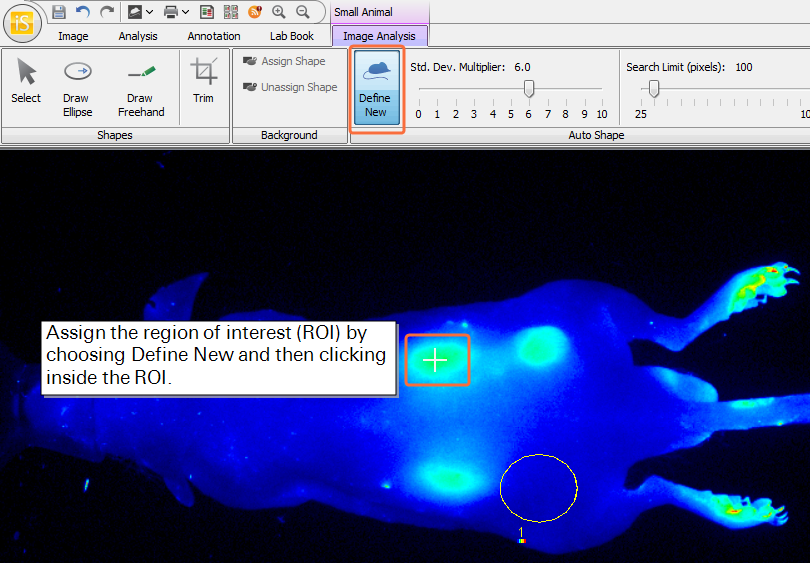 iS
Small Animal
Image Analysis Annotation Lab Book Image Analysis
Assign Shape
Unassign Shape
Select
Draw Ellipse
Draw Freehand
Trim
Define New
Std. Dev. Multiplier: 6.0
0 1 2 3 4 5 6 7 8 9 10
Search Limit (pixels): 100
25 10
Shapes Background Auto Shape
Assign the region of interest (ROI) by
choosing Define New and then clicking
inside the ROI.
1